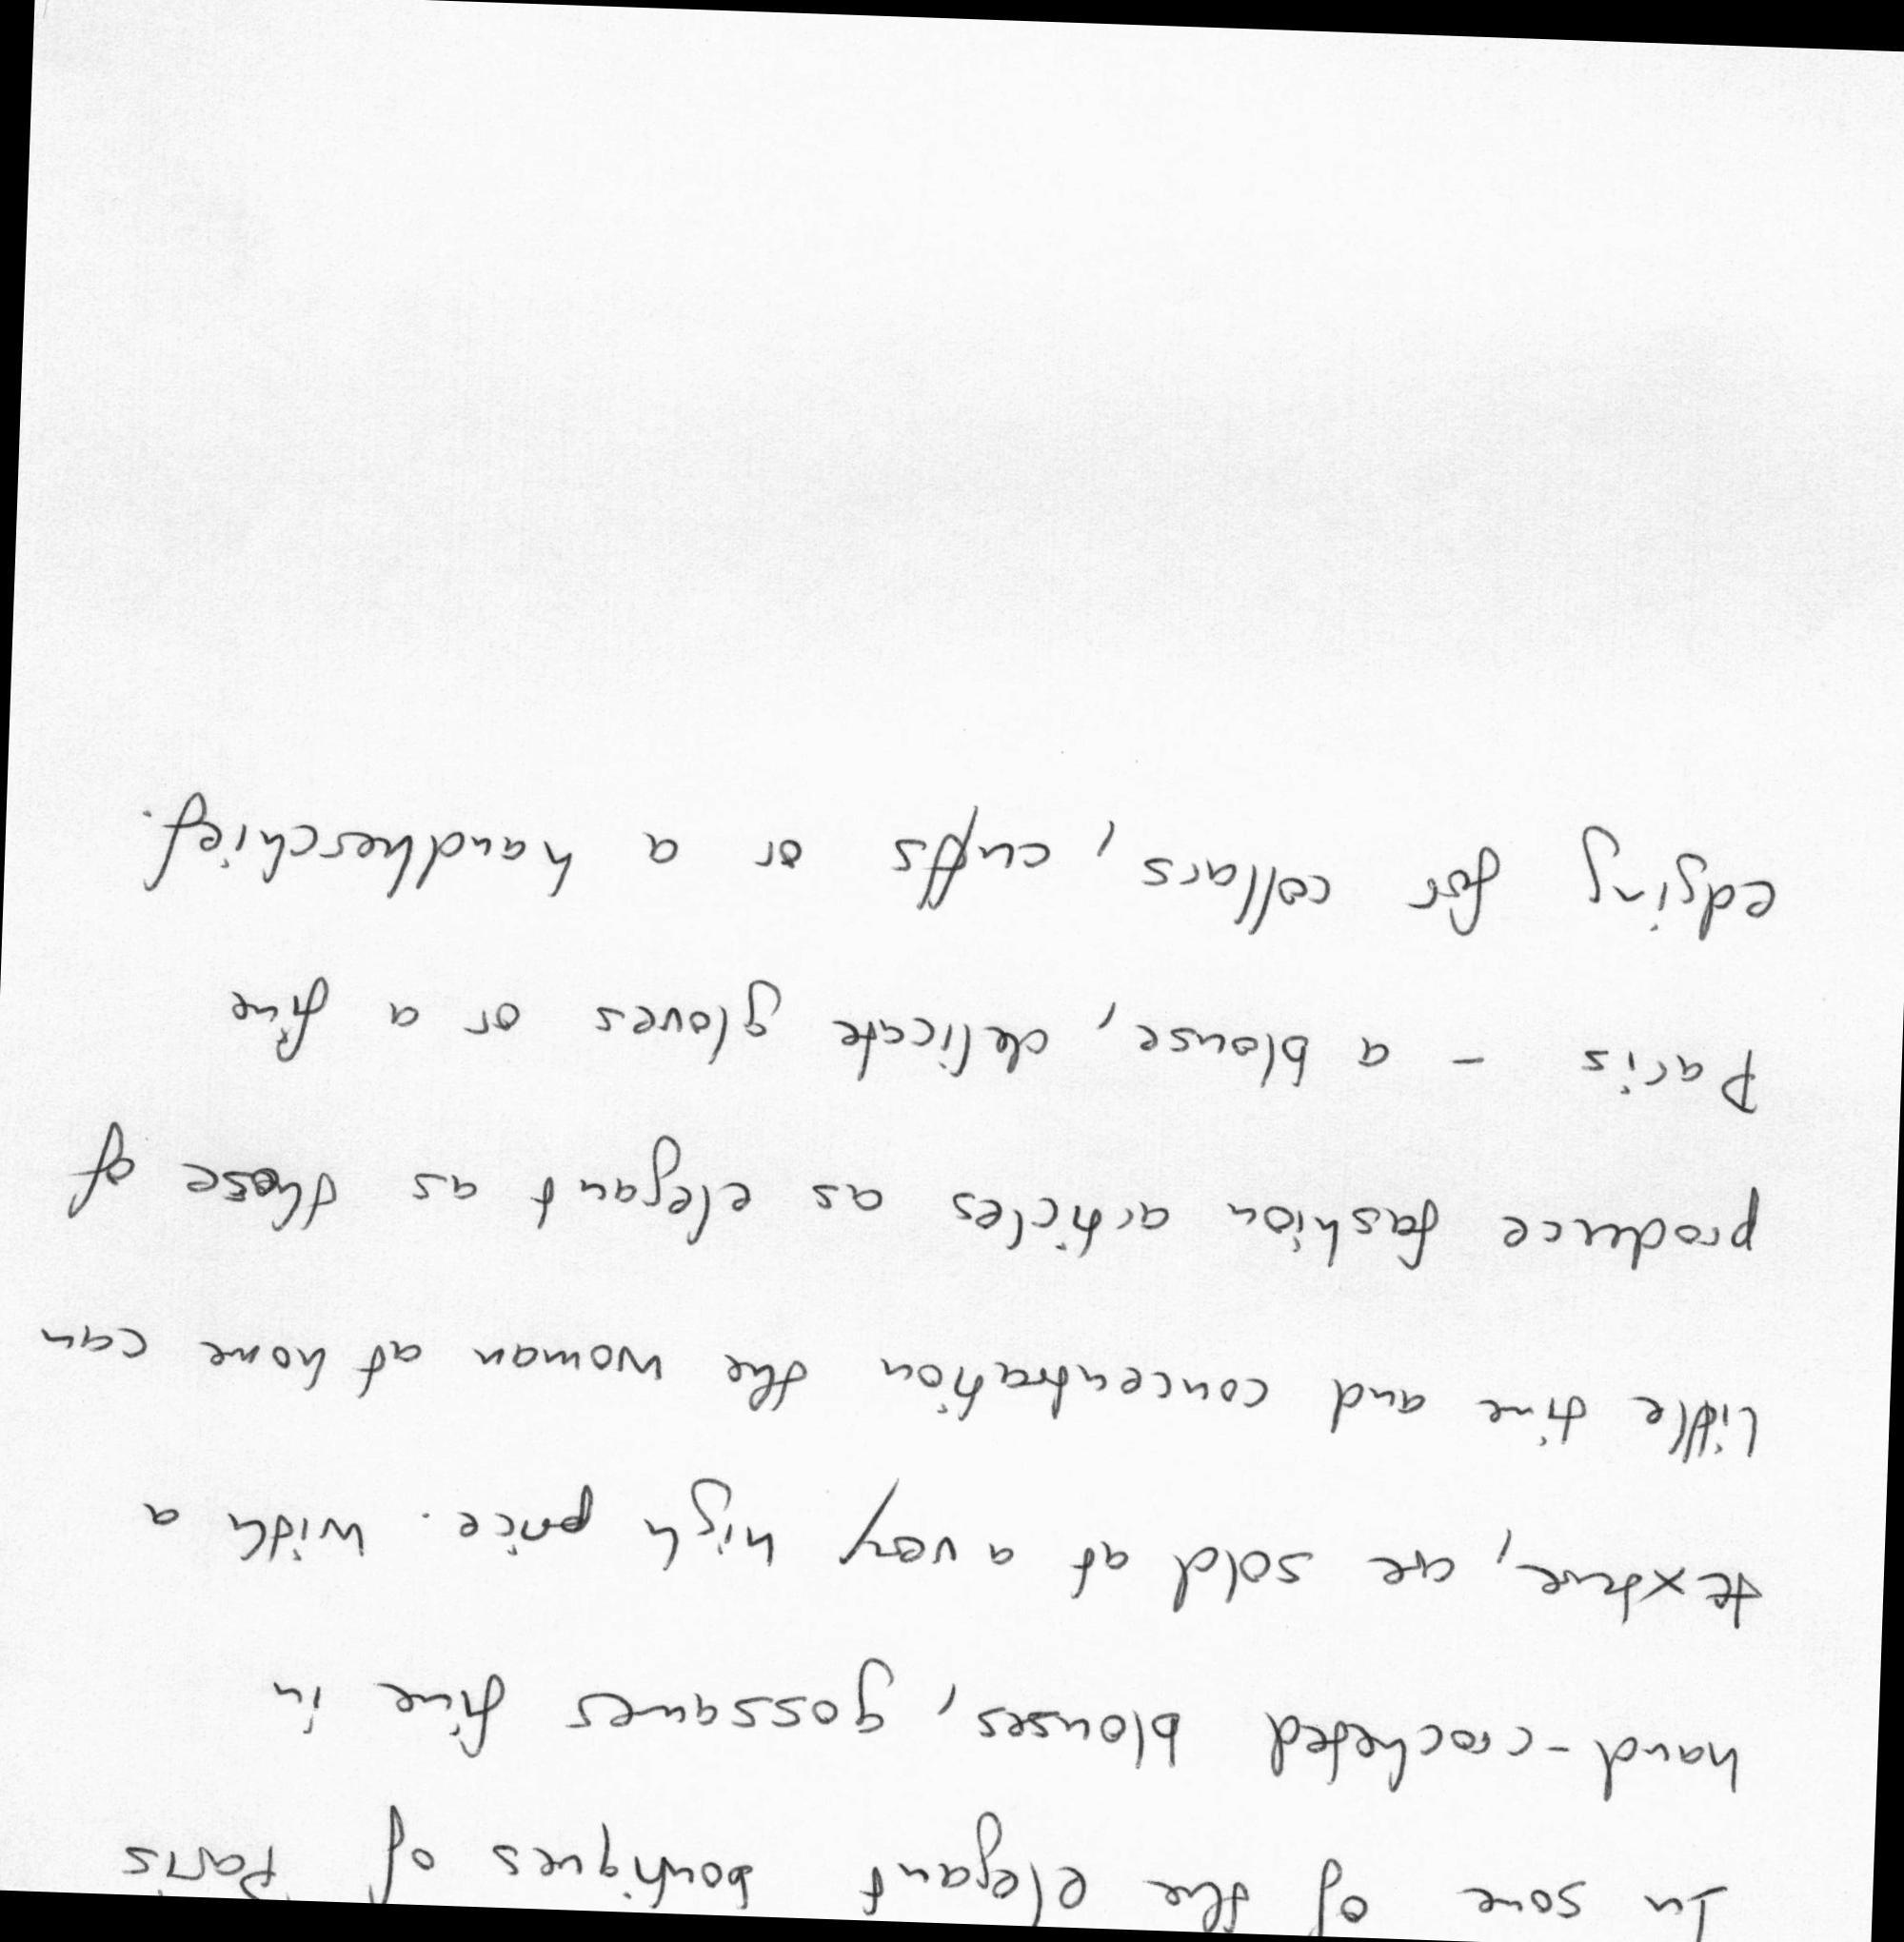 In some of the elegant boutiques of Paris
hand-crocheted blouses, gossamer fine in
texture, are sold at a very high price. With a
little time and concentration the woman at home can
produce fashion articles as elegant as those of
Paris - a blouse, delicate gloves or a fine
edging for collars, cuffs or a handkerchief.